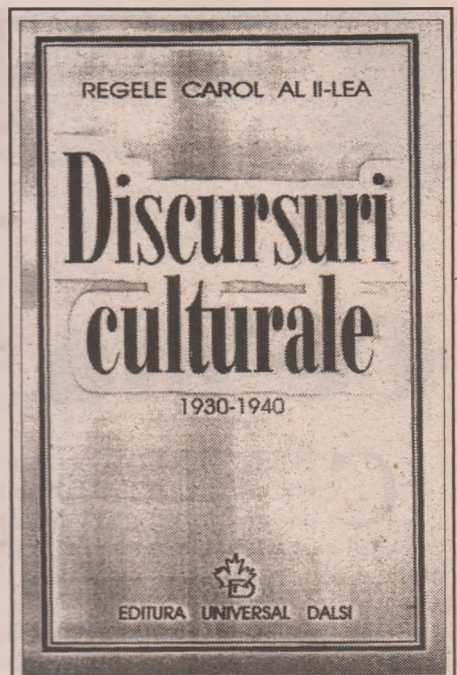 REGELE CAROL AL II-LEA
Discursuri
culturale
1930-1940
EDITURA UNIVERSAL DALSI